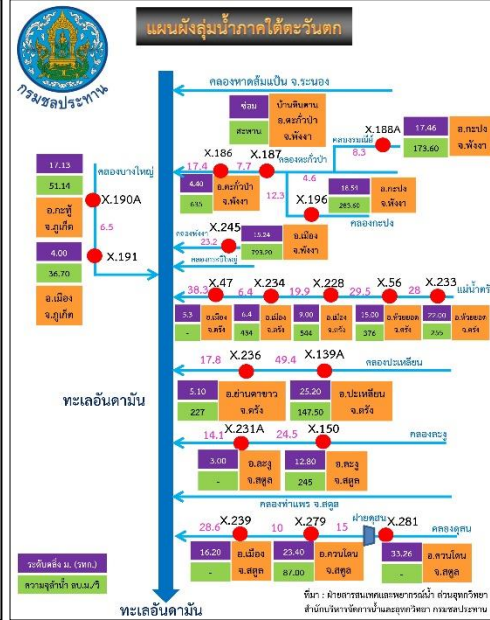 แผนผังลุ่มน้ำภาคใต้ตะวันตก
กรมชลประทาน
คลองหาดส้มแป้น จ.ระนอง
ซ่อม
สะพาน
บ้านหินดาน
อ.ตะกั่วป่า
จ.พังงา
คลองรมณีย์
8.3
X.188A
17.46
173.60
อ.กะปง
จ.พังงา
17.4
X.186
7.7
X.187
คลองตะกั่วป่า
4.6
12.3
4.40
635
อ.ตะกั่วป่า
จ.พังงา
X.196
18.54
283.60
อ.กะปง
จ.พังงา
คลองกะปง
17.13
51.14
คลองบางใหญ่
X.190A
อ.กะทู้
จ.ภูเก็ต
6.5
4.00
36.70
X.191
อ.เมือง
จ.ภูเก็ต
คลองพังงา
23.2
X.245
15.24
อ.เมือง
จ.พังงา
38.3
X.47
6.4
X.234
19.9
X.228
29.5
X.56
28
X.233
แม่น้ำตรัง
5.3
-
อ.เมือง
จ.ตรัง
6.4
434
อ.เมือง
จ.ตรัง
9.00
544
อ.เมือง
จ.ตรัง
15.00
376
อ.ห้วยยอด
จ.ตรัง
22.00
255
อ.ห้วยยอด
จ.ตรัง
17.8
X.236
49.4
X.139A
คลองปะเหลียน
5.10
227
อ.ย่านตาขาว
จ.ตรัง
25.20
147.50
อ.ปะเหลียน
จ.ตรัง
ทะเลอันดามัน
14.1
X.231A
24.5
X.150
คลองละงู
3.00
-
อ.ละงู
จ.สตูล
12.80
245
อ.ละงู
จ.สตูล
คลองท่าแพร จ.สตูล
28.6
X.239
10
X.279
15
ฝายดุสน
X.281
คลองดุสน
16.20
-
อ.เมือง
จ.สตูล
23.40
87.00
อ.ควนโดน
จ.สตูล
33.26
-
อ.ควนโดน
จ.สตูล
ระดับตลิ่ง ม. (รทก.)
ความจุลำน้ำ ลบ.ม./วิ
ทะเลอันดามัน
ที่มา : ฝ่ายสารสนเทศและพยากรณ์น้ำ ส่วนอุทกวิทยา
สำนักบริหารจัดการน้ำและอุทกวิทยา กรมชลประทาน